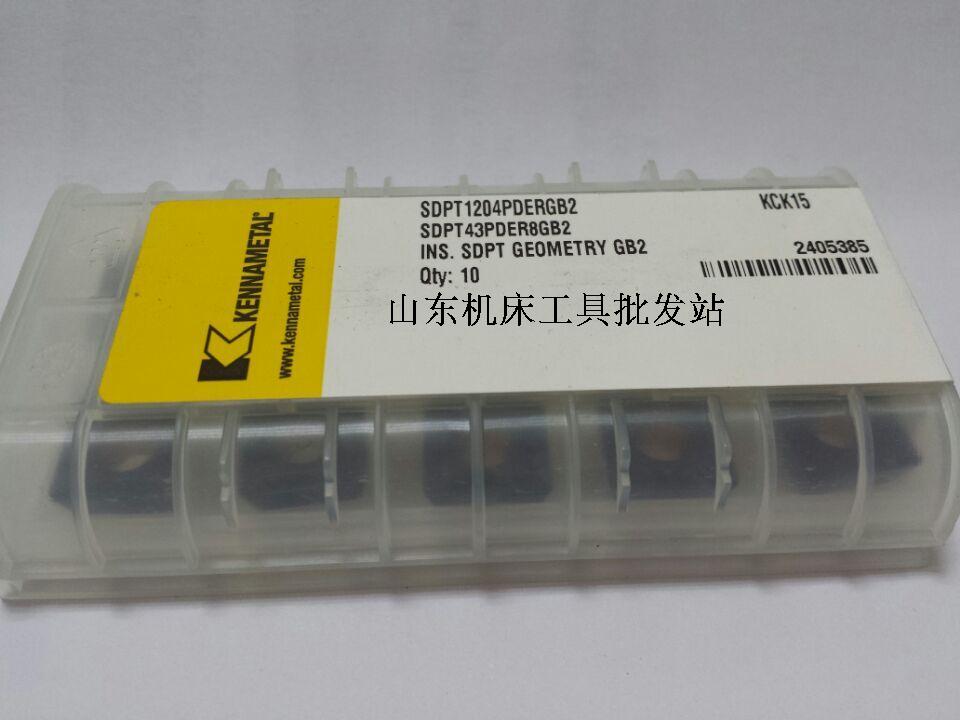 KENNAMETAL
www.kennametal.com
SDPT1204PDERGB2
SDPT43PDER8GB2
INS. SDPT GEOMETRY GB2
Qty: 10
KCK15
2405385
山东机床工具批发站